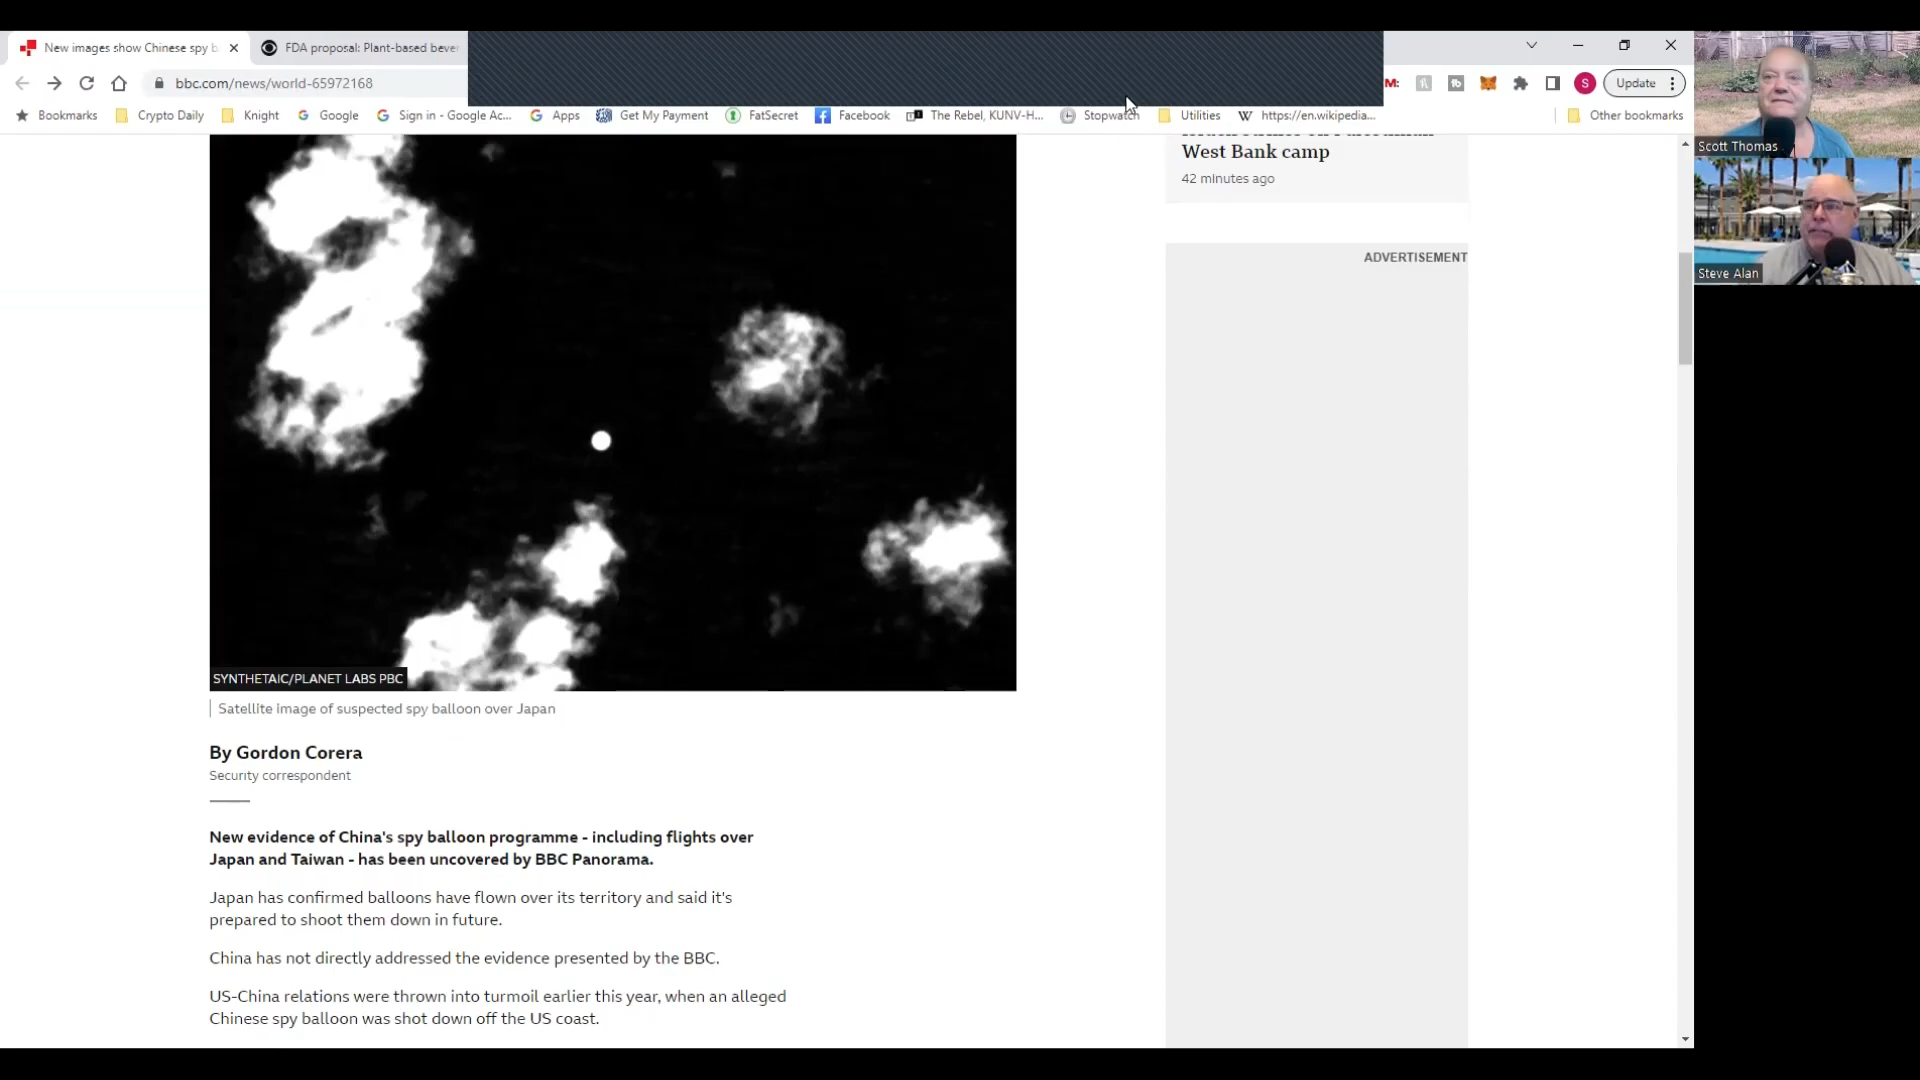 New images show Chinese spy b
FDA proposal: Plant-based bever
bbc.com/news/world-65972168
M:
S
Update
Bookmarks
Crypto Daily
Knight
Google
Sign in - Google Ac...
Apps
Get My Payment
FatSecret
Facebook
The Rebel, KUNV-H...
Stopwatch
Utilities
https://en.wikipedia...
Other bookmarks
Scott Thomas
Steve Alan
West Bank camp
42 minutes ago
ADVERTISEMENT
SYNTHETAIC/PLANET LABS PBC
Satellite image of suspected spy balloon over Japan
By Gordon Corera
Security correspondent
New evidence of China's spy balloon programme - including flights over
Japan and Taiwan - has been uncovered by BBC Panorama.
Japan has confirmed balloons have flown over its territory and said it's
prepared to shoot them down in future.
China has not directly addressed the evidence presented by the BBC.
US-China relations were thrown into turmoil earlier this year, when an alleged
Chinese spy balloon was shot down off the US coast.